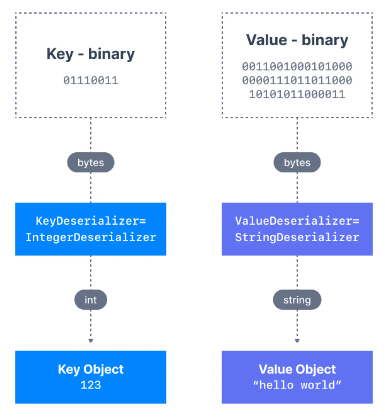 Key - binary
01110011
bytes
KeyDeserializer=
IntegerDeserializer
int
Key Object
123
Value - binary
0011001000101000
0000111011011000
10101011000011
bytes
ValueDeserializer=
StringDeserializer
string
Value Object
“hello world”